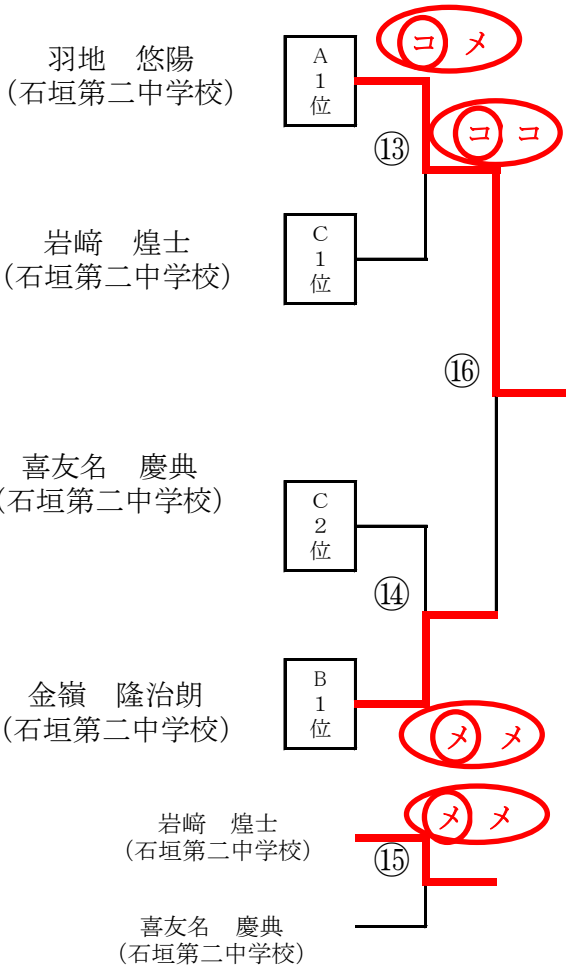 羽地　悠陽
(石垣第二中学校)
A
1
位
コ メ
⑬
コ コ
岩﨑　煌士
(石垣第二中学校)
C
1
位
⑯
喜友名　慶典
(石垣第二中学校)
C
2
位
⑭
金嶺　隆治朗
(石垣第二中学校)
B
1
位
メ メ
岩﨑　煌士
(石垣第二中学校)
メ メ
⑮
喜友名　慶典
(石垣第二中学校)